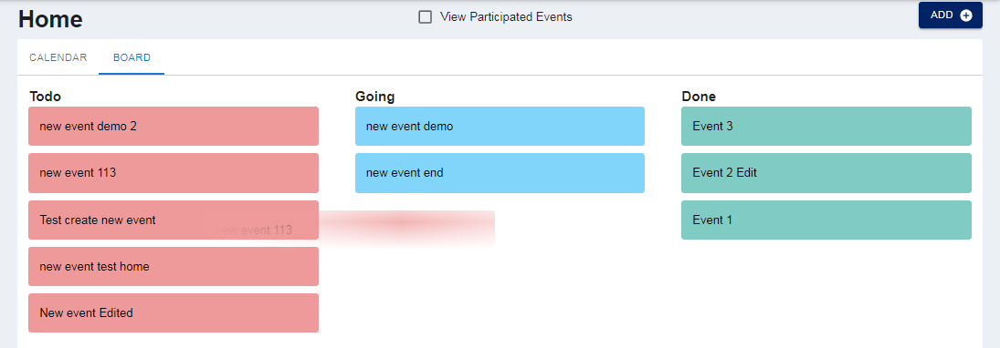 Home
View Participated Events
ADD
CALENDAR
BOARD
Todo
new event demo 2
new event 113
Test create new event
new event 113
new event test home
New event Edited
Going
new event demo
new event end
Done
Event 3
Event 2 Edit
Event 1